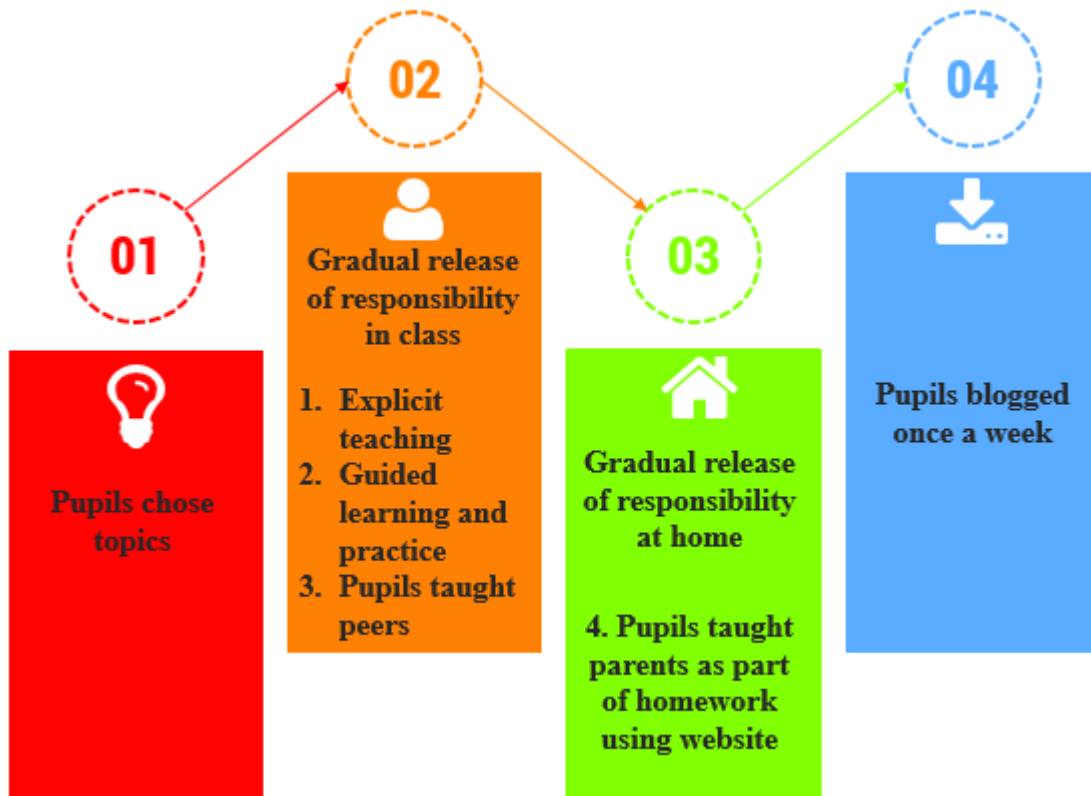 01
Pupils chose
topics
02
Gradual release
of responsibility
in class
1. Explicit
teaching
2. Guided
learning and
practice
3. Pupils taught
peers
03
Gradual release
of responsibility
at home
4. Pupils taught
parents as part
of homework
using website
04
Pupils blogged
once a week